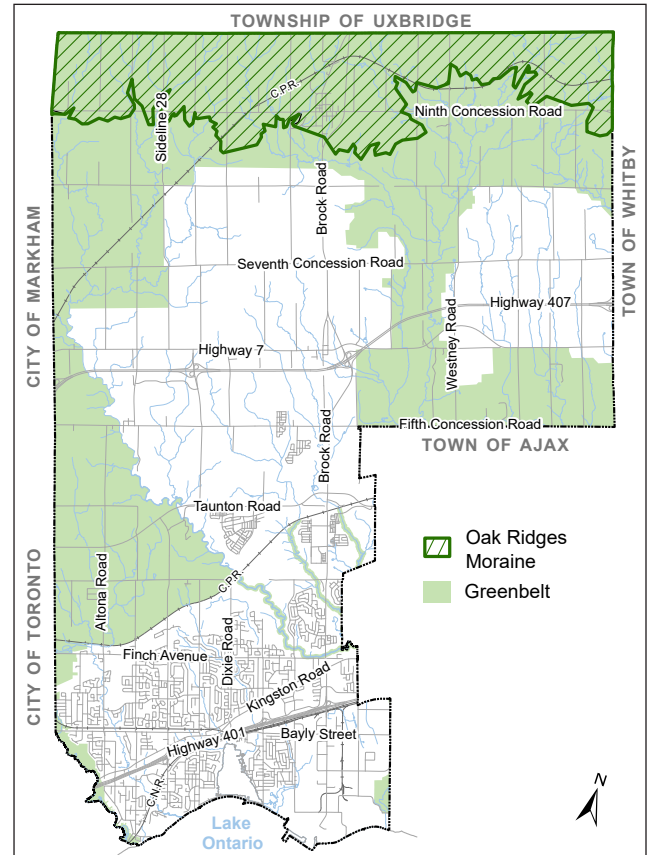 TOWNSHIP OF UXBRIDGE
C.P.R.
Sideline 28
Ninth Concession Road
Brock Road
CITY OF MARKHAM
TOWN OF WHITBY
Seventh Concession Road
Highway 407
Westney Road
Highway 7
Fifth Concession Road
TOWN OF AJAX
Brock Road
Taunton Road
Oak Ridges
Moraine
Greenbelt
C.P.R.
Altona Road
CITY OF TORONTO
Finch Avenue
Dixie Road
Kingston Road
Highway 401
Bayly Street
C.N.R.
Lake
Ontario
N